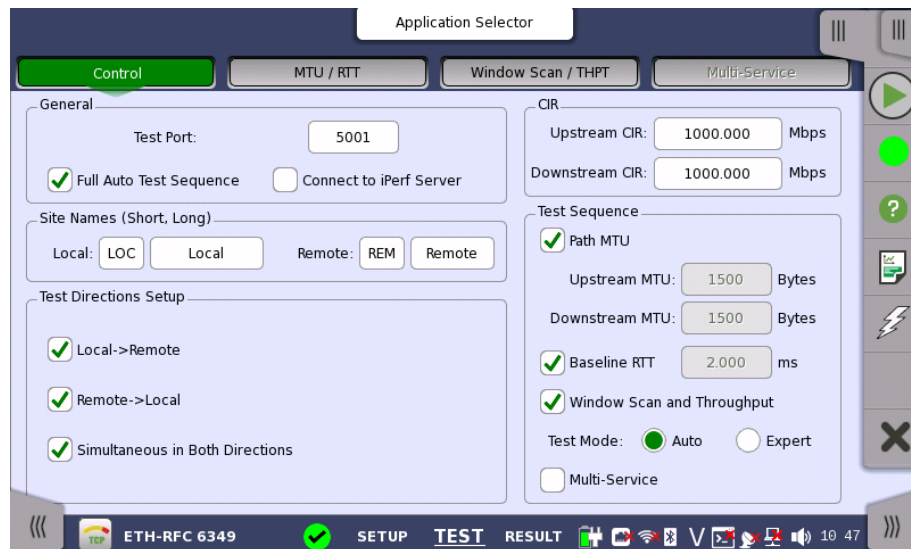 Application Selector
Control
MTU / RTT
Window Scan / THPT
Multi-Service
General
Test Port: 5001
Full Auto Test Sequence
Connect to iPerf Server
Site Names (Short, Long)
Local: LOC Local Remote: REM Remote
Test Directions Setup
Local->Remote
Remote->Local
Simultaneous in Both Directions
CIR
Upstream CIR: 1000.000 Mbps
Downstream CIR: 1000.000 Mbps
Test Sequence
Path MTU
Upstream MTU: 1500 Bytes
Downstream MTU: 1500 Bytes
Baseline RTT 2.000 ms
Window Scan and Throughput
Test Mode: Auto Expert
Multi-Service
TCP ETH-RFC 6349 SETUP TEST RESULT V 10 47